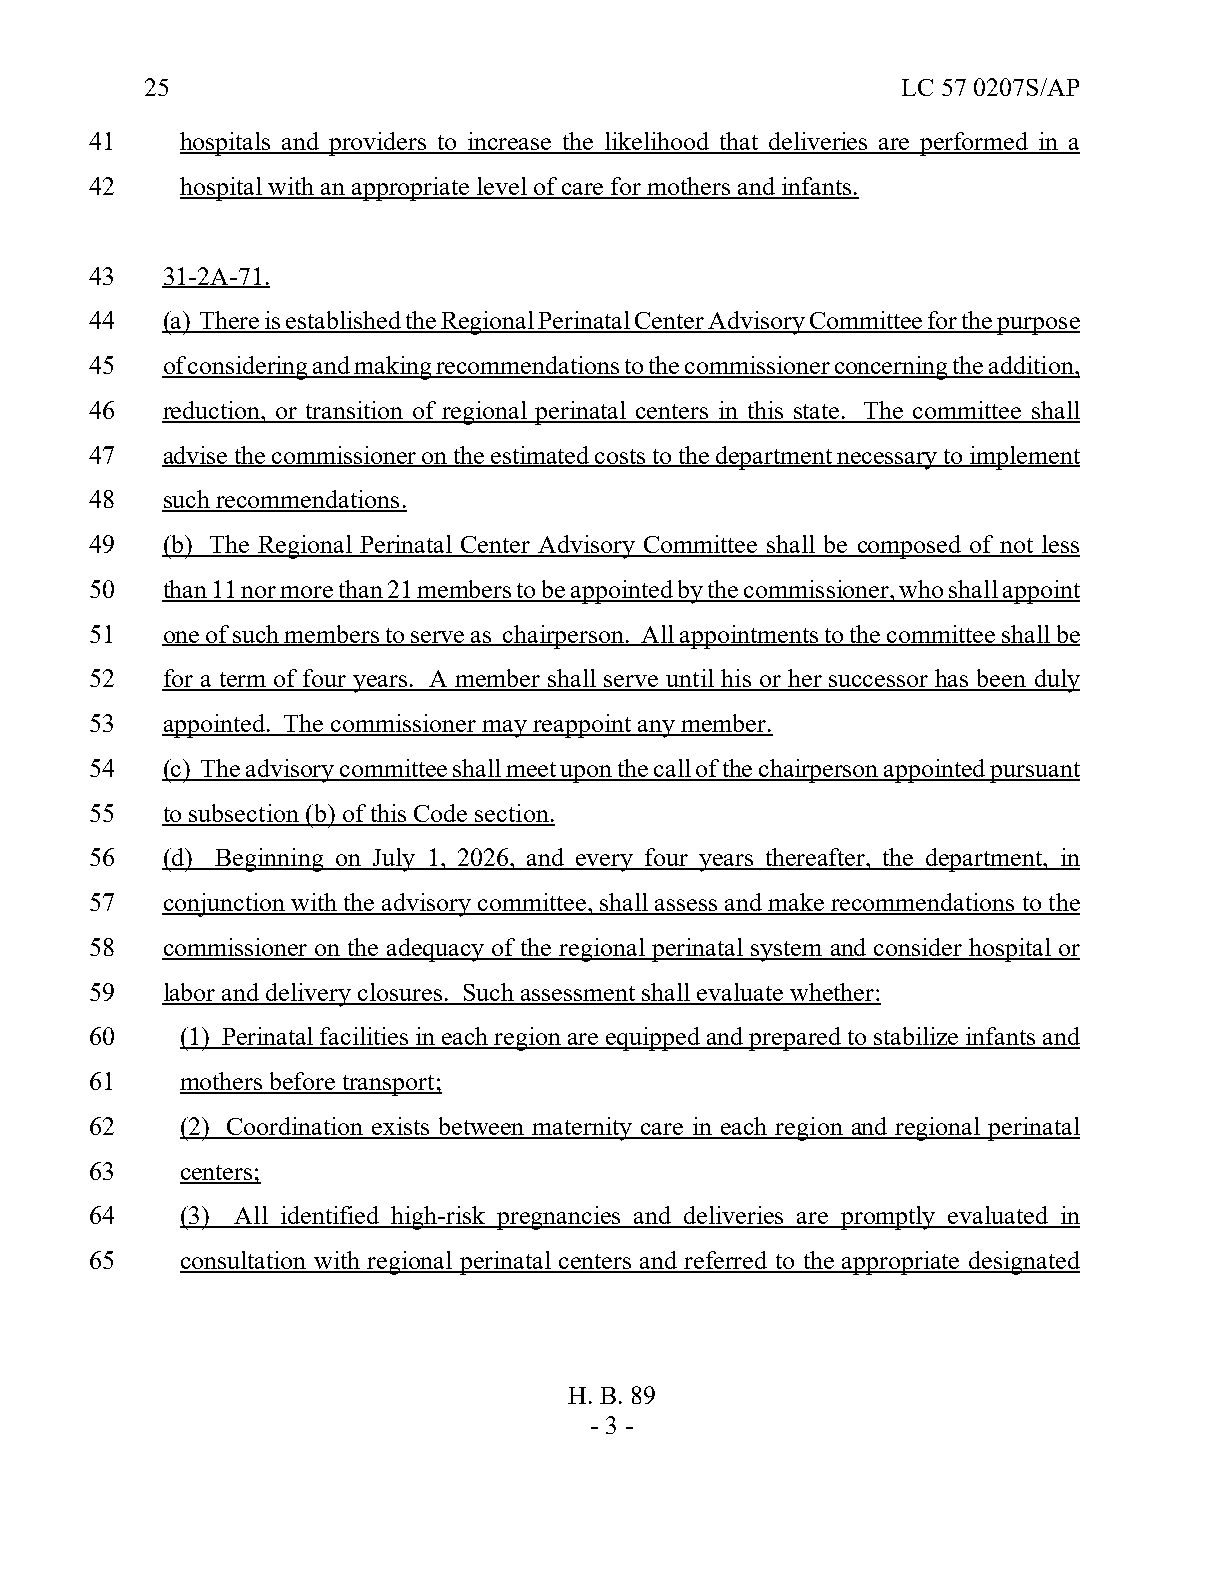 25 LC 57 0207S/AP
41 hospitals and providers to increase the likelihood that deliveries are performed in a
42 hospital with an appropriate level of care for mothers and infants.
43 31-2A-71.
44 (a) There is established the Regional Perinatal Center Advisory Committee for the purpose
45 of considering and making recommendations to the commissioner concerning the addition,
46 reduction, or transition of regional perinatal centers in this state. The committee shall
47 advise the commissioner on the estimated costs to the department necessary to implement
48 such recommendations.
49 (b) The Regional Perinatal Center Advisory Committee shall be composed of not less
50 than 11 nor more than 21 members to be appointed by the commissioner, who shall appoint
51 one of such members to serve as chairperson. All appointments to the committee shall be
52 for a term of four years. A member shall serve until his or her successor has been duly
53 appointed. The commissioner may reappoint any member.
54 (c) The advisory committee shall meet upon the call of the chairperson appointed pursuant
55 to subsection (b) of this Code section.
56 (d) Beginning on July 1, 2026, and every four years thereafter, the department, in
57 conjunction with the advisory committee, shall assess and make recommendations to the
58 commissioner on the adequacy of the regional perinatal system and consider hospital or
59 labor and delivery closures. Such assessment shall evaluate whether:
60 (1) Perinatal facilities in each region are equipped and prepared to stabilize infants and
61 mothers before transport;
62 (2) Coordination exists between maternity care in each region and regional perinatal
63 centers;
64 (3) All identified high-risk pregnancies and deliveries are promptly evaluated in
65 consultation with regional perinatal centers and referred to the appropriate designated
H. B. 89
- 3 -